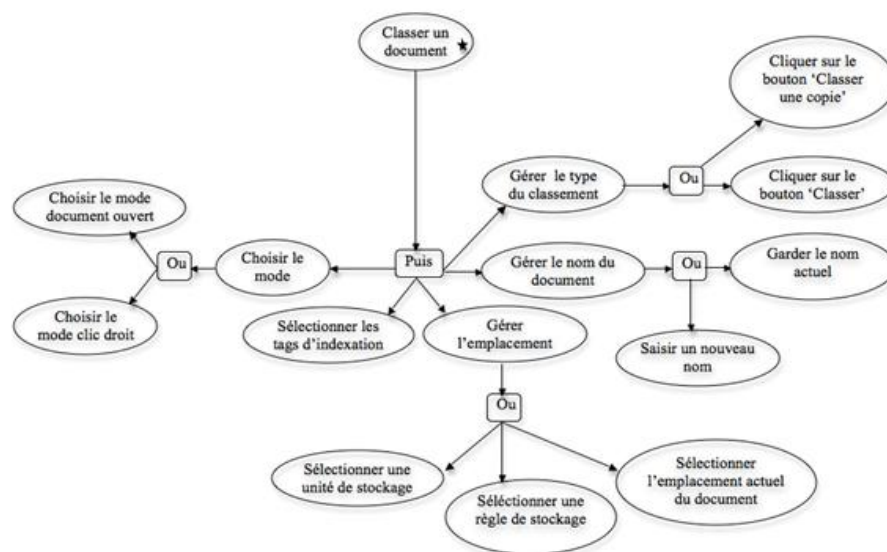 Classer un
document
Cliquer sur le
bouton ‘Classer
une copie’
Gérer le type
du classement
Ou
Cliquer sur le
bouton ‘Classer’
Choisir le mode
document ouvert
Ou
Choisir le
mode
Puis
Gérer le nom du
document
Ou
Garder le nom
actuel
Choisir le
mode clic droit
Sélectionner les
tags d’indexation
Gérer
l’emplacement
Saisir un nouveau
nom
Ou
Sélectionner une
unité de stockage
Séléctionner une
règle de stockage
Sélectionner
l’emplacement actuel
du document